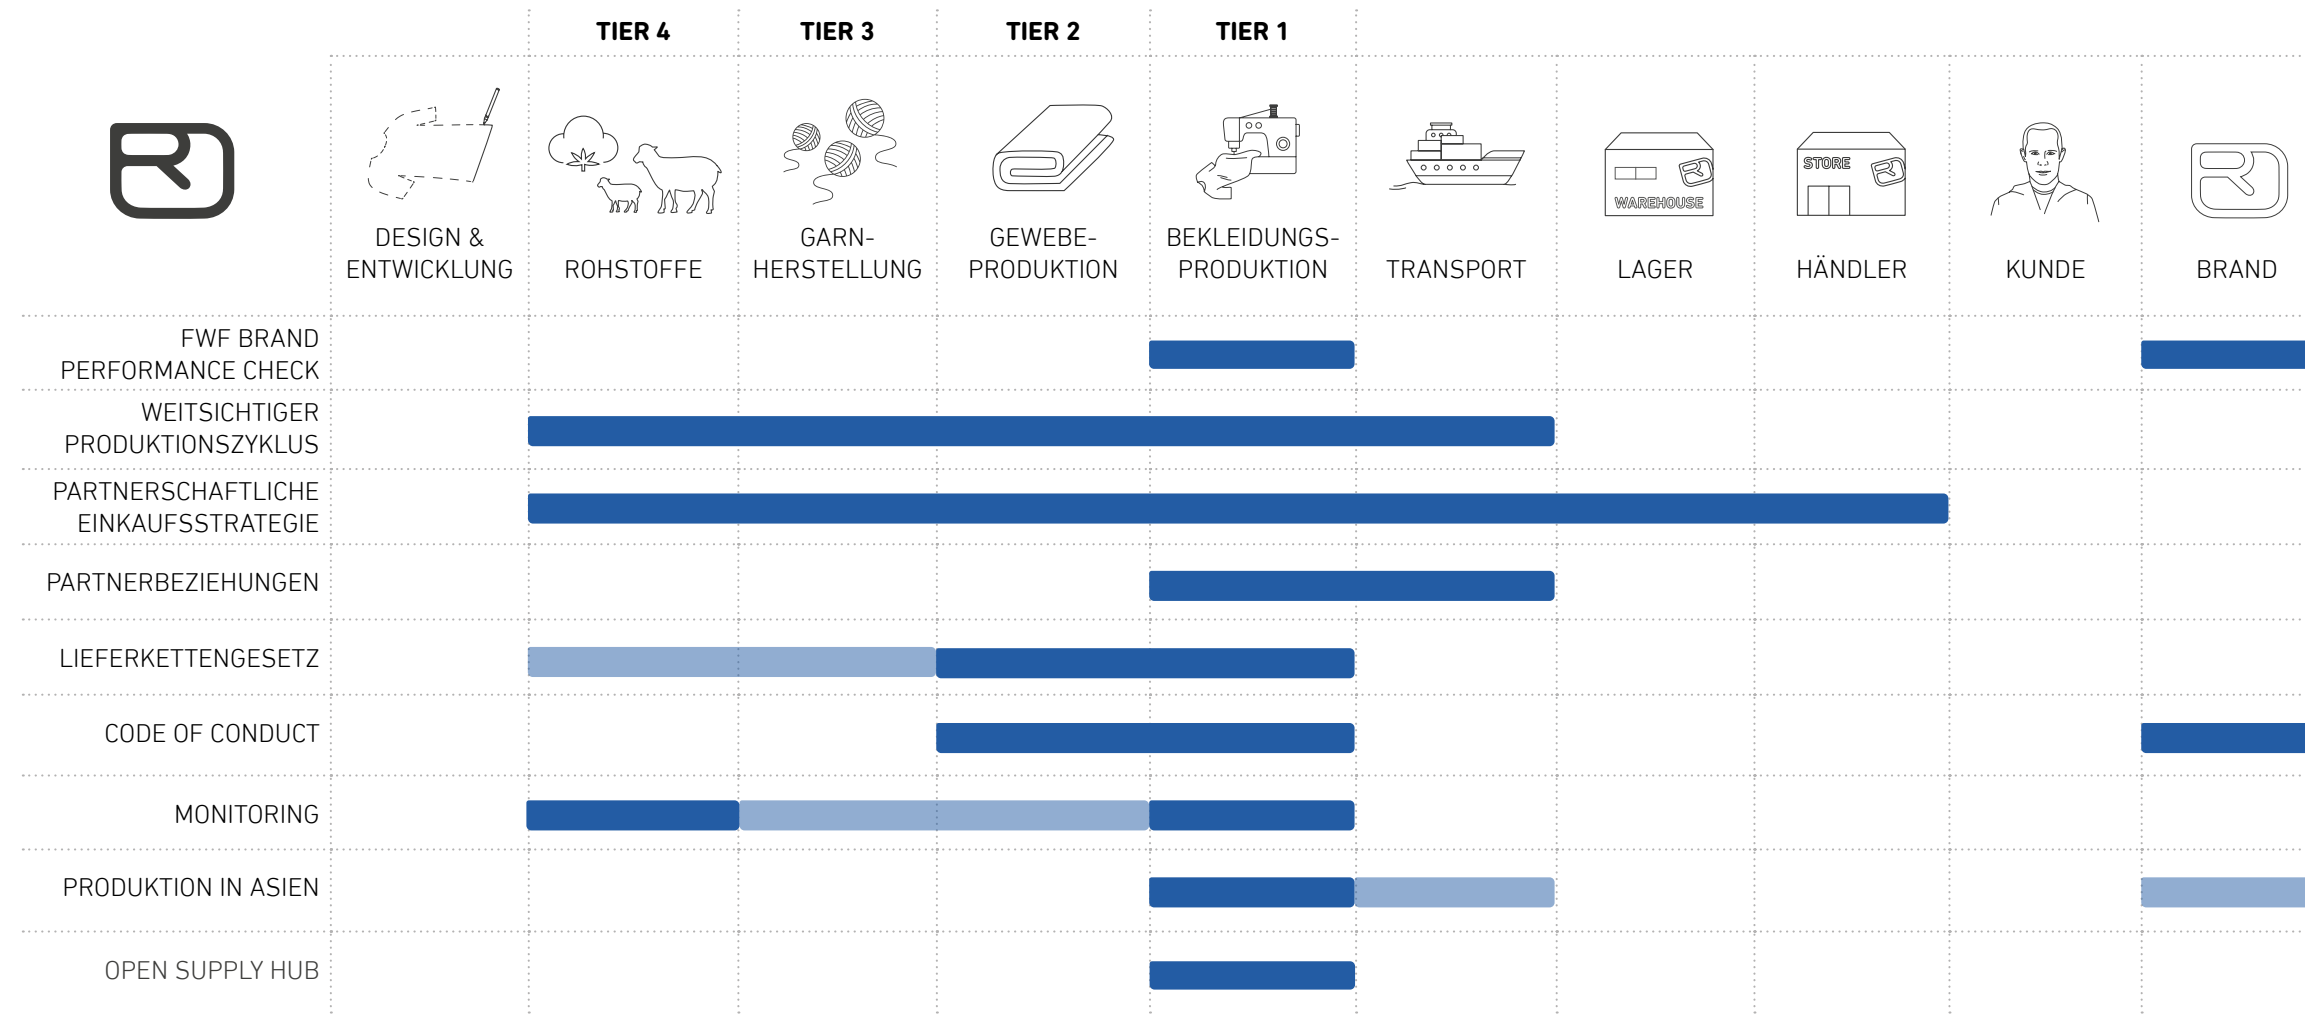 TIER 4
TIER 3
TIER 2
TIER 1
DESIGN &
ENTWICKLUNG
ROHSTOFFE
GARN-
HERSTELLUNG
GEWEBE-
PRODUKTION
BEKLEIDUNGS-
PRODUKTION
TRANSPORT
WAREHOUSE
LAGER
STORE
HÄNDLER
KUNDE
BRAND
FWF BRAND
PERFORMANCE CHECK
WEITSICHTIGER
PRODUKTIONSZYKLUS
PARTNERSCHAFTLICHE
EINKAUFSSTRATEGIE
PARTNERBEZIEHUNGEN
LIEFERKETTENGESETZ
CODE OF CONDUCT
MONITORING
PRODUKTION IN ASIEN
OPEN SUPPLY HUB